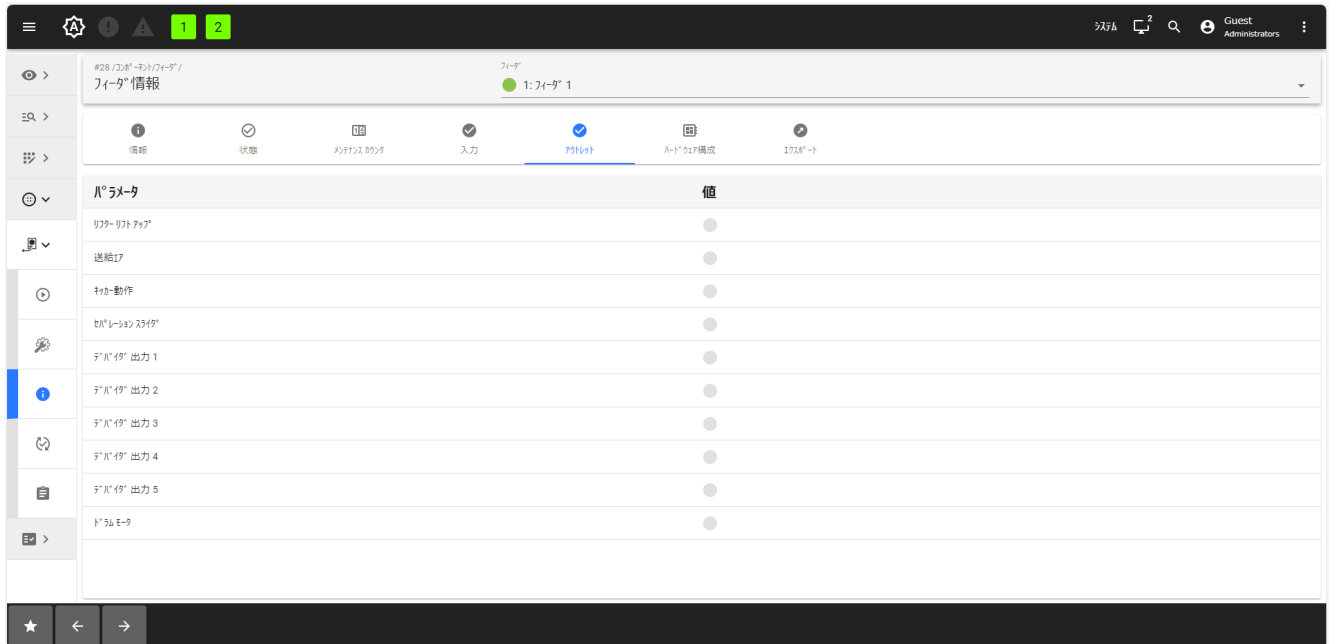 1 2
ｼｽﾃﾑ
2
Guest
Administrators
#28 /ｺﾝﾎﾟｰﾈﾝﾄ/ﾌｨｰﾀﾞ/
ﾌｨｰﾀﾞ情報
ﾌｨｰﾀﾞ
1: ﾌｨｰﾀﾞ 1
情報
状態
ﾒﾝﾃﾅﾝｽ ｶｳﾝﾀ
入力
ｱｳﾄﾚｯﾄ
ﾊｰﾄﾞｳｪｱ構成
ｴｸｽﾎﾟｰﾄ
ﾊﾟﾗﾒｰﾀ
値
ﾘﾌﾀｰ ﾘﾌﾄ ｱｯﾌﾟ
送給ｴｱ
ｷｯｶｰ動作
ｾﾊﾟﾚｰｼｮﾝ ｽﾗｲﾀﾞ
ﾃﾞﾊﾞｲﾀﾞ 出力 1
ﾃﾞﾊﾞｲﾀﾞ 出力 2
ﾃﾞﾊﾞｲﾀﾞ 出力 3
ﾃﾞﾊﾞｲﾀﾞ 出力 4
ﾃﾞﾊﾞｲﾀﾞ 出力 5
ﾄﾞﾗﾑ ﾓｰﾀ